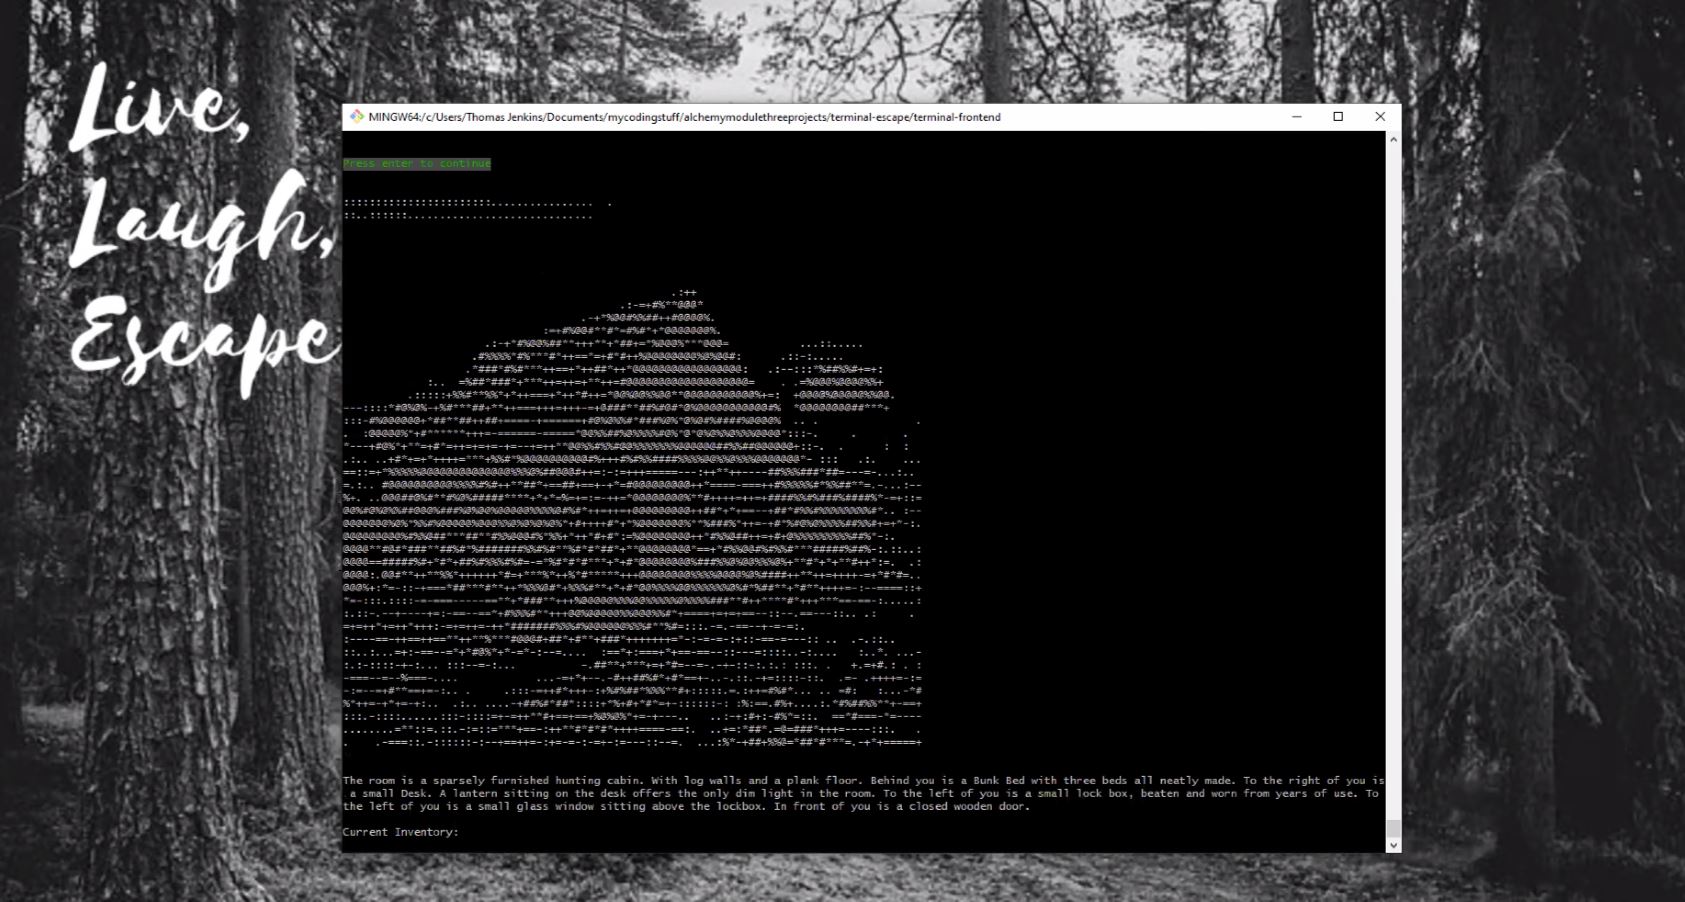 Live,
Laugh,
Escape
MINGW64:/c/Users/Thomas Jenkins/Documents/mycodingstuff/alchemymodulethreeprojects/terminal-escape/terminal-frontend
Press enter to continue
The room is a sparsely furnished hunting cabin. With log walls and a plank floor. Behind you is a Bunk Bed with three beds all neatly made. To the right of you is
a small Desk. A lantern sitting on the desk offers the only dim light in the room. To the left of you is a small lock box, beaten and worn from years of use. To
the left of you is a small glass window sitting above the lockbox. In front of you is a closed wooden door.
Current Inventory: